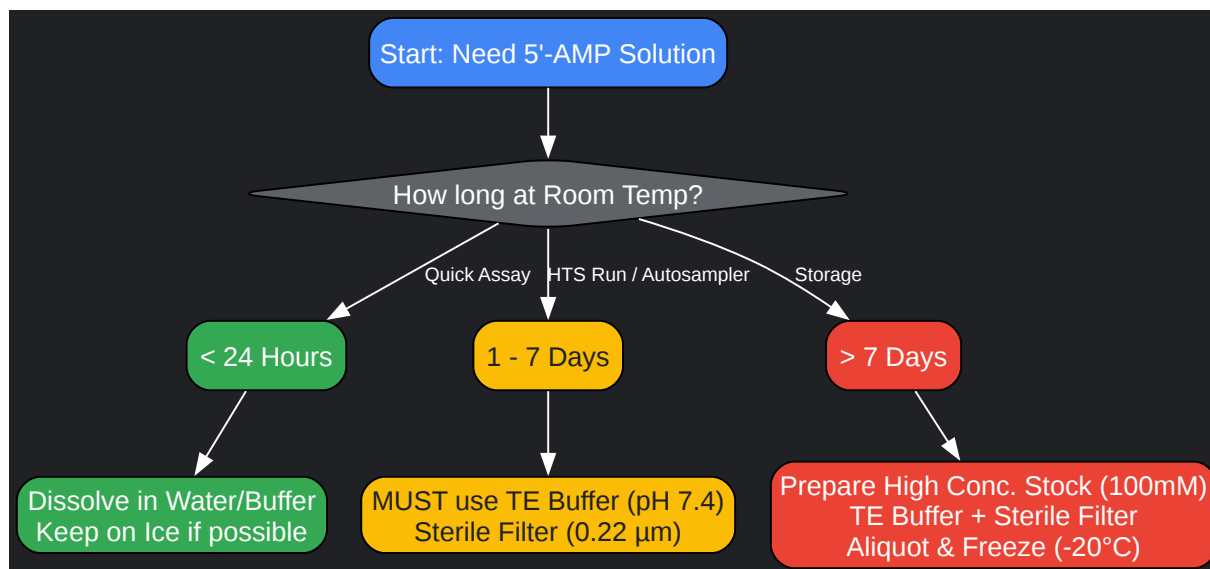 Start: Need 5'-AMP Solution
How long at Room Temp?
Quick Assay
HTS Run / Autosampler
Storage
< 24 Hours
1 - 7 Days
> 7 Days
Dissolve in Water/Buffer
Keep on Ice if possible
MUST use TE Buffer (pH 7.4)
Sterile Filter (0.22 µm)
Prepare High Conc. Stock (100mM)
TE Buffer + Sterile Filter
Aliquot & Freeze (-20°C)